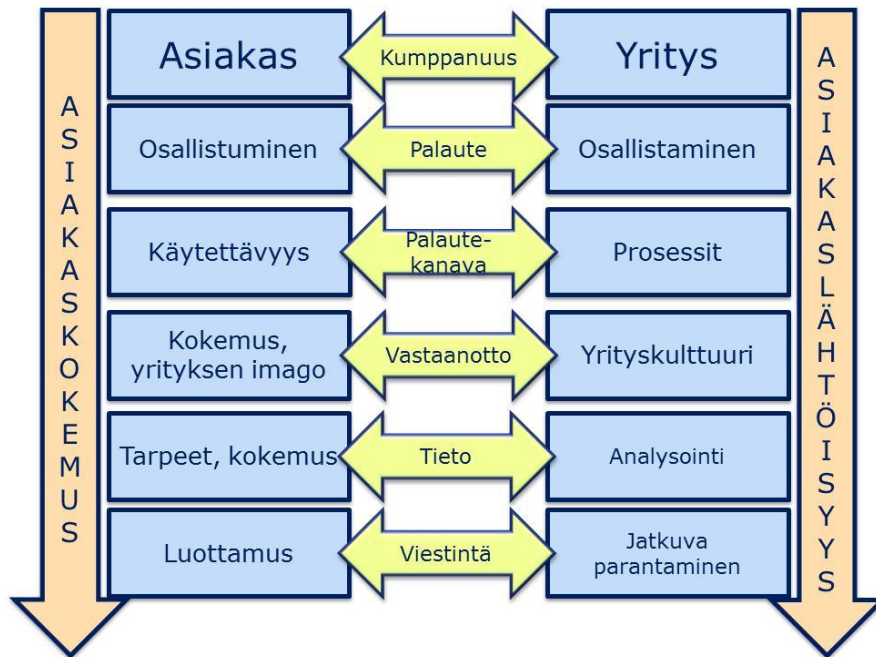 ASIAKASKOKEMUS
Asiakas
Kumppanuus
Yritys
Osallistuminen
Palaute
Osallistaminen
Käytettävyys
Palaute-
kanava
Prosessit
Kokemus,
yrityksen imago
Vastaanotto
Yrityskulttuuri
Tarpeet, kokemus
Tieto
Analysointi
Luottamus
Viestintä
Jatkuva
parantaminen
ASIAKASLÄHTÖISYYS